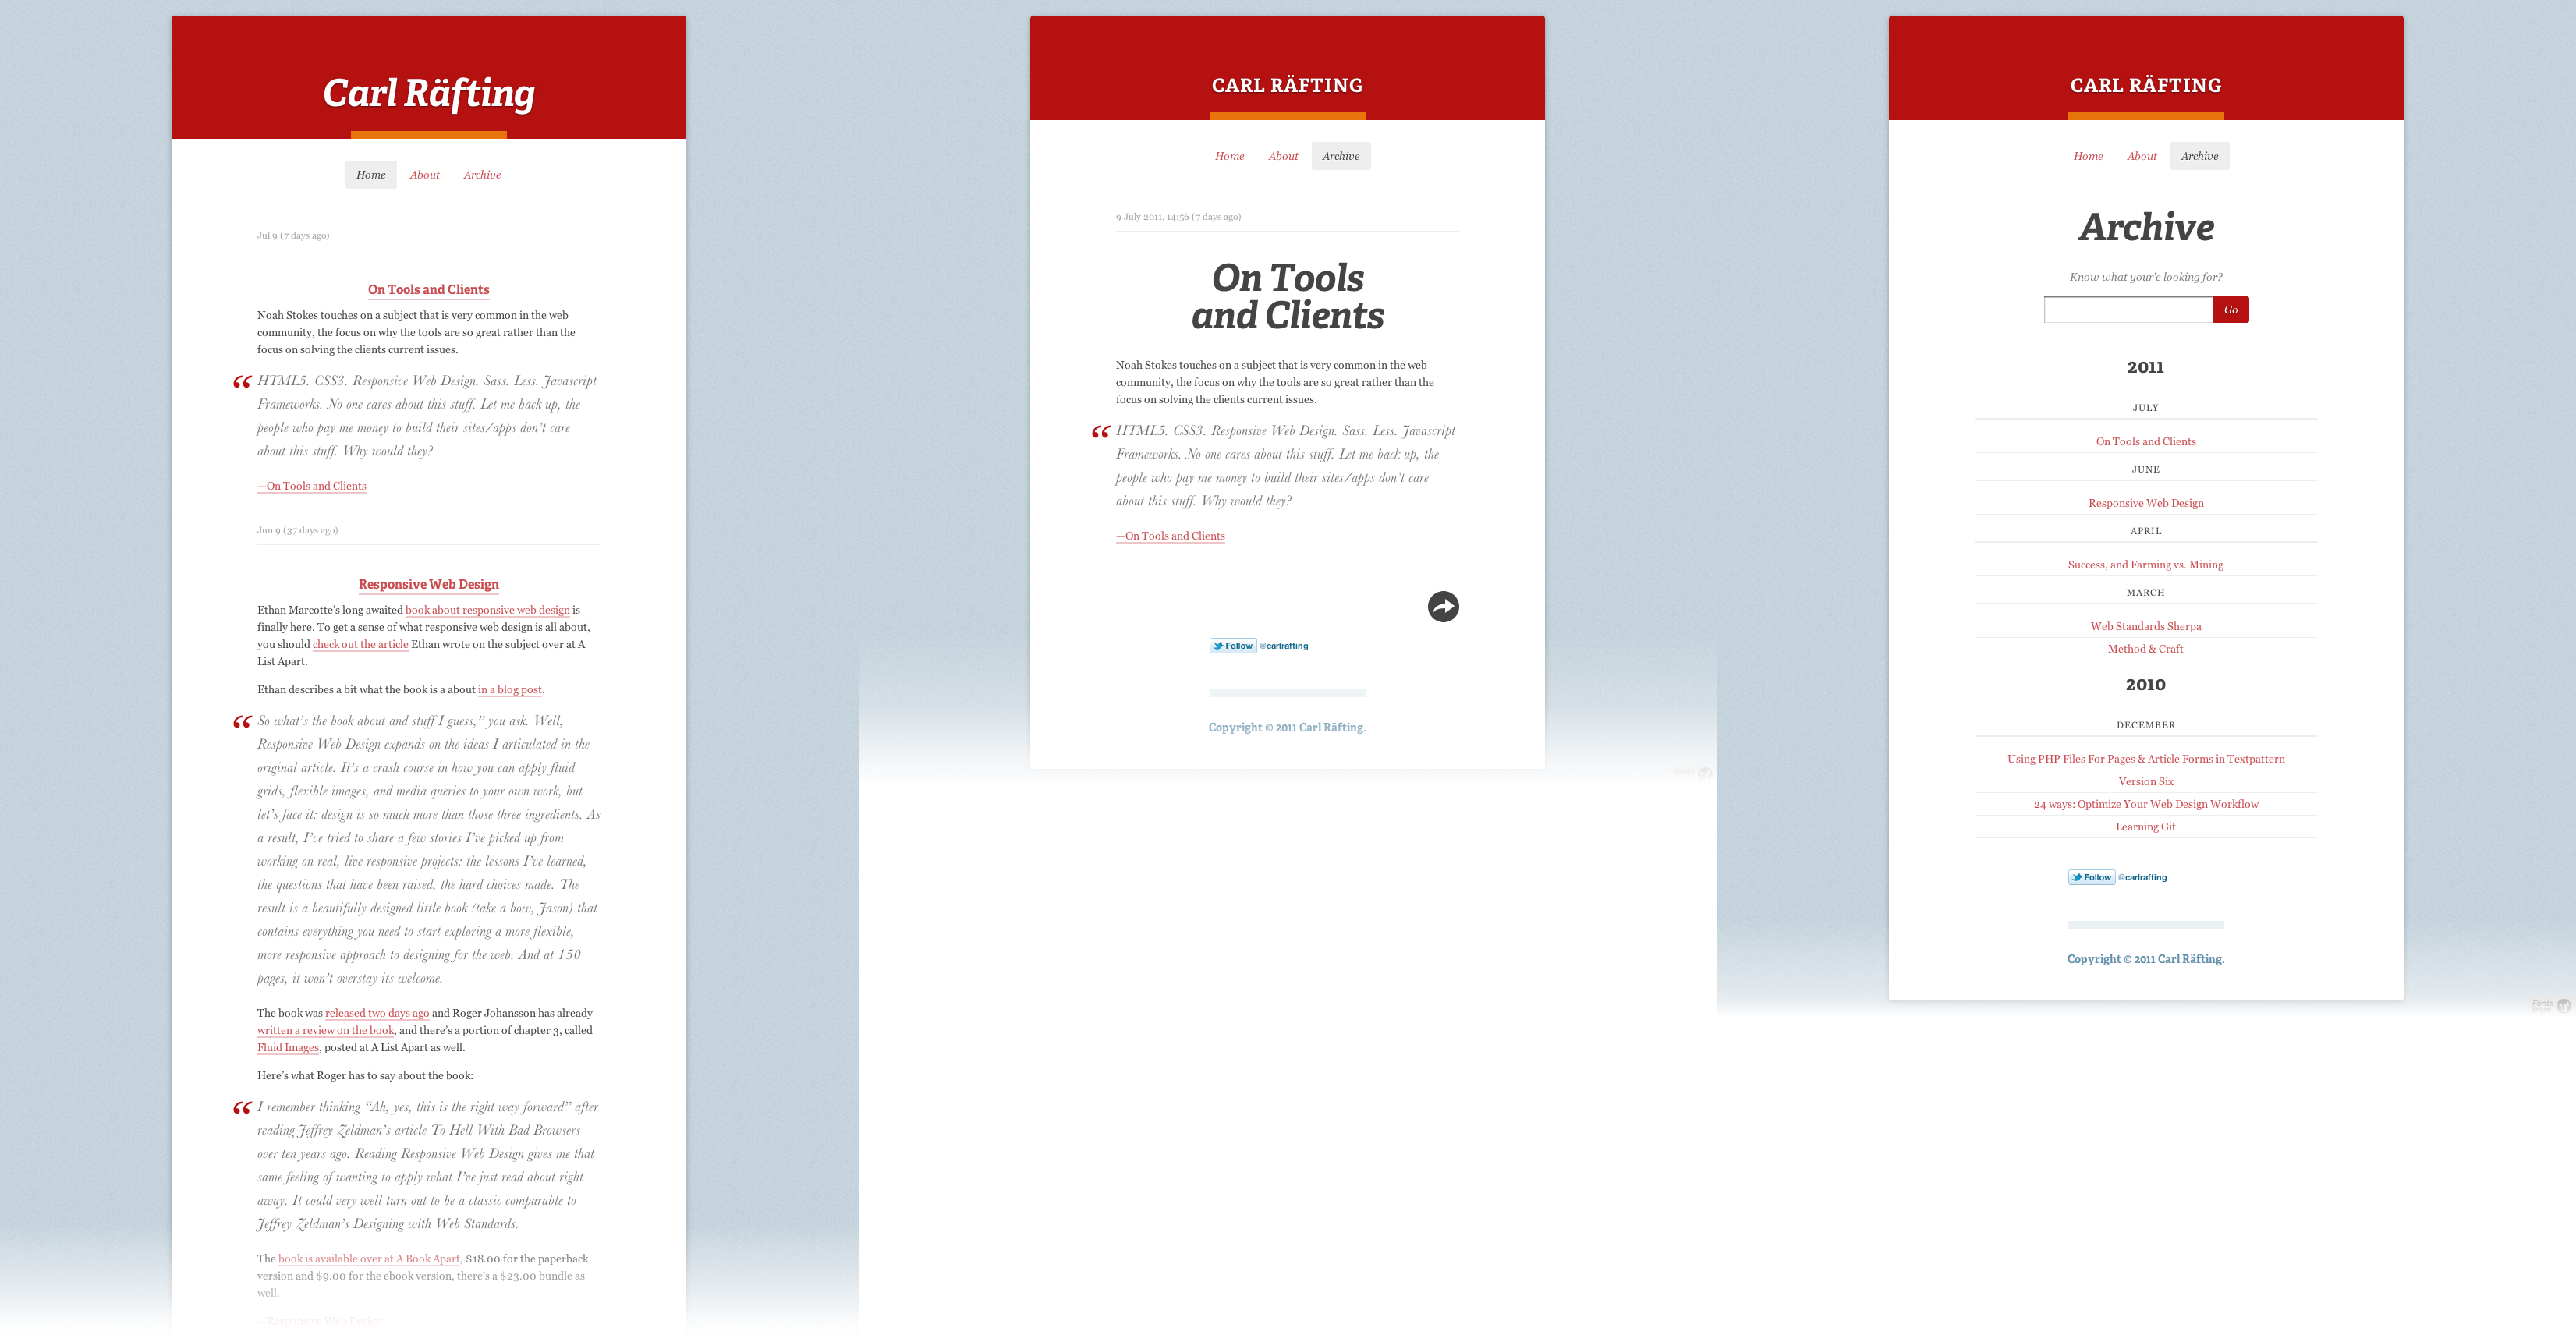 Carl Räfting
Home About Archive
Jul 9 (7 days ago)
On Tools and Clients
Noah Stokes touches on a subject that is very common in the web
community, the focus on why the tools are so great rather than the
focus on solving the clients current issues.
“ HTML5. CSS3. Responsive Web Design. Sass. Less. Javascript
Frameworks. No one cares about this stuff. Let me back up, the
people who pay me money to build their sites/apps don’t care
about this stuff. Why would they?
—On Tools and Clients
Jun 9 (37 days ago)
Responsive Web Design
Ethan Marcotte’s long awaited book about responsive web design is
finally here. To get a sense of what responsive web design is all about,
you should check out the article Ethan wrote on the subject over at A
List Apart.
Ethan describes a bit what the book is a about in a blog post.
“ So what’s the book about and stuff I guess,” you ask. Well,
Responsive Web Design expands on the ideas I articulated in the
original article. It’s a crash course in how you can apply fluid
grids, flexible images, and media queries to your own work, but
let’s face it: design is so much more than those three ingredients. As
a result, I’ve tried to share a few stories I’ve picked up from
working on real, live responsive projects: the lessons I’ve learned,
the questions that have been raised, the hard choices made. The
result is a beautifully designed little book (take a bow, Jason) that
contains everything you need to start exploring a more flexible,
more responsive approach to designing for the web. And at 150
pages, it won’t overstay its welcome.
The book was released two days ago and Roger Johansson has already
written a review on the book, and there’s a portion of chapter 3, called
Fluid Images, posted at A List Apart as well.
Here’s what Roger has to say about the book:
“ I remember thinking “Ah, yes, this is the right way forward” after
reading Jeffrey Zeldman’s article To Hell With Bad Browsers
over ten years ago. Reading Responsive Web Design gives me that
same feeling of wanting to apply what I’ve just read about right
away. It could very well turn out to be a classic comparable to
Jeffrey Zeldman’s Designing with Web Standards.
The book is available over at A Book Apart, $18.00 for the paperback
version and $9.00 for the ebook version, there’s a $23.00 bundle as
well.
—Responsive Web Design
CARL RÄFTING
Home About Archive
9 July 2011, 14:56 (7 days ago)
On Tools
and Clients
Noah Stokes touches on a subject that is very common in the web
community, the focus on why the tools are so great rather than the
focus on solving the clients current issues.
“ HTML5. CSS3. Responsive Web Design. Sass. Less. Javascript
Frameworks. No one cares about this stuff. Let me back up, the
people who pay me money to build their sites/apps don’t care
about this stuff. Why would they?
—On Tools and Clients
Follow @carlrafting
Copyright © 2011 Carl Räfting.
CARL RÄFTING
Home About Archive
Archive
Know what your’e looking for?
Go
2011
JULY
On Tools and Clients
JUNE
Responsive Web Design
APRIL
Success, and Farming vs. Mining
MARCH
Web Standards Sherpa
Method & Craft
2010
DECEMBER
Using PHP Files For Pages & Article Forms in Textpattern
Version Six
24 ways: Optimize Your Web Design Workflow
Learning Git
Follow @carlrafting
Copyright © 2011 Carl Räfting.
Fonts